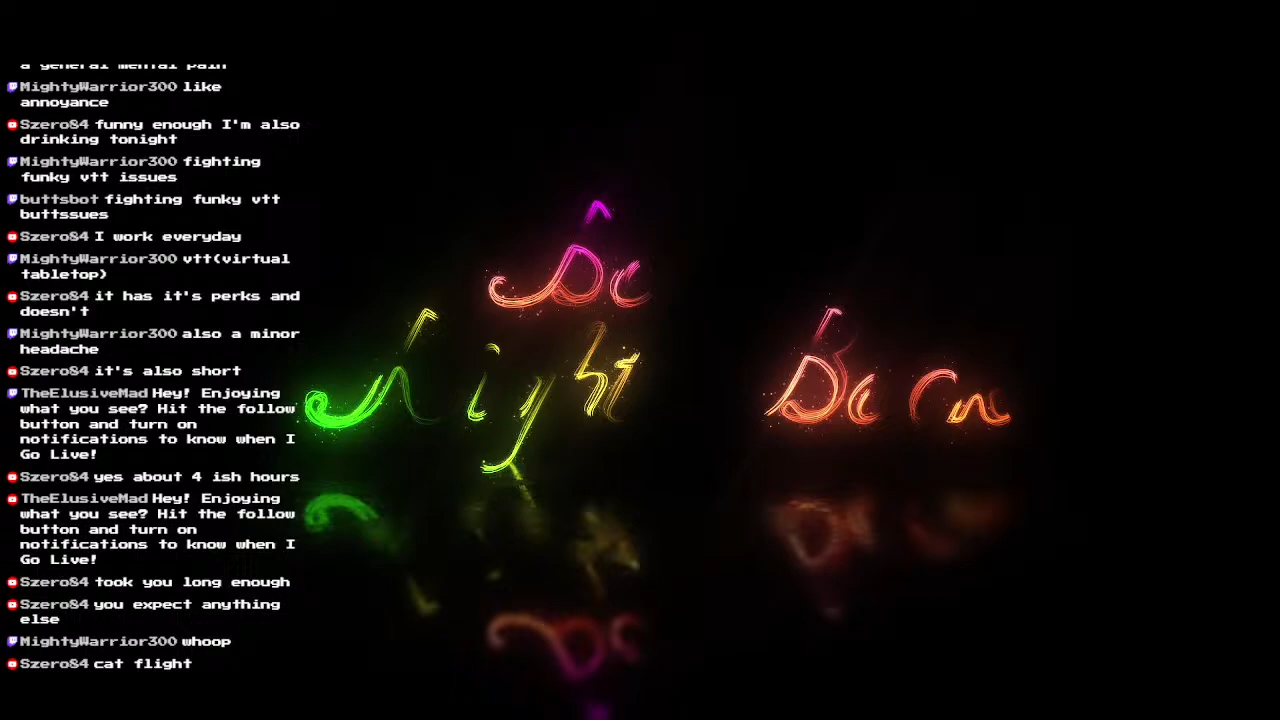 MightyWarrior300 like
annoyance
Szero84 funny enough I'm also
drinking tonight
MightyWarrior300 fighting
funky vtt issues
buttsbot fighting funky vtt
buttssues
Szero84 I work everyday
MightyWarrior300 vtt(virtual
tabletop)
Szero84 it has it's perks and
doesn't
MightyWarrior300 also a minor
headache
Szero84 it's also short
TheElusiveMad Hey! Enjoying
what you see? Hit the follow
button and turn on
notifications to know when I
Go Live!
Szero84 yes about 4 ish hours
TheElusiveMad Hey! Enjoying
what you see? Hit the follow
button and turn on
notifications to know when I
Go Live!
Szero84 took you long enough
Szero84 you expect anything
else
MightyWarrior300 whoop
Szero84 cat flight